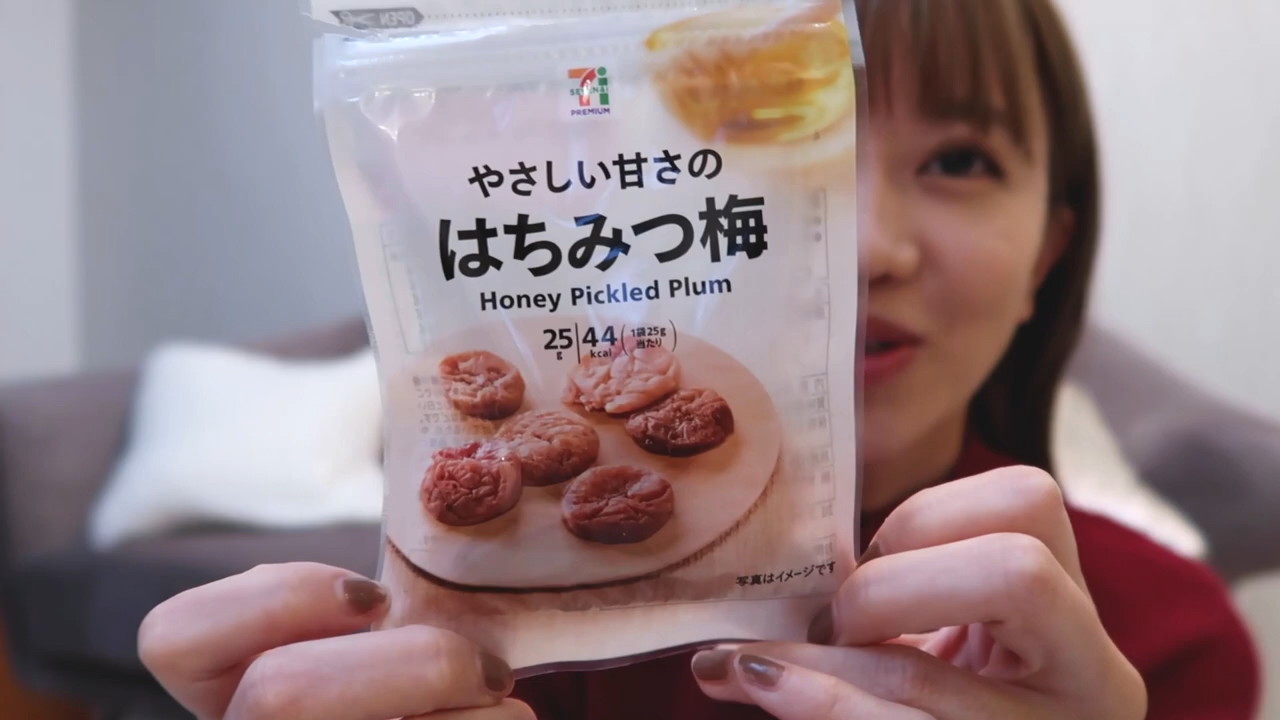 OPEN
PREMIUM
やさしい甘さの
はちみつ梅
Honey Pickled Plum
25g 44kcal (1袋25g当たり)
写真はイメージです